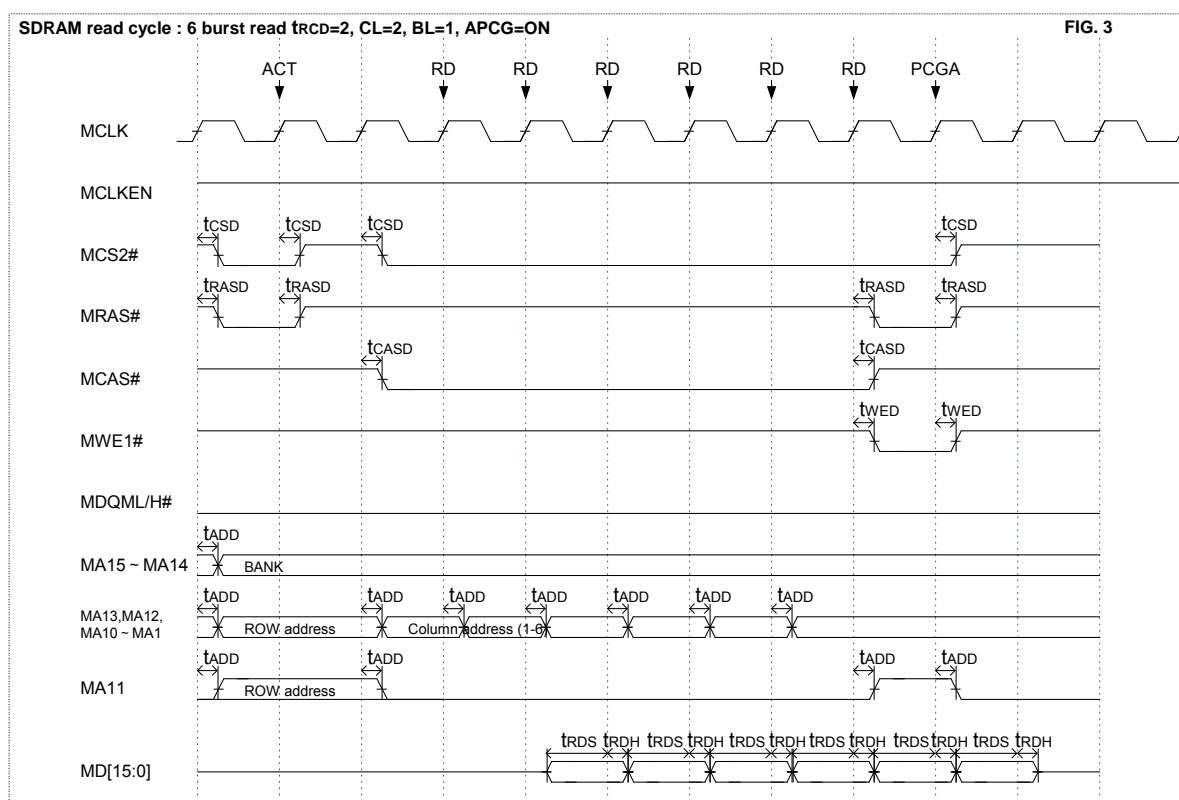 SDRAM read cycle : 6 burst read tRCD=2, CL=2, BL=1, APCG=ON
FIG. 3
ACT RD RD RD RD RD RD PCGA
MCLK
MCLKEN
tCSD tCSD tCSD tCSD
MCS2#
tRASD tRASD tRASD tRASD
MRAS#
tCASD tCASD
MCAS#
tWED tWED
MWE1#
MDQML/H#
tADD
MA15 ~ MA14 BANK
tADD tADD tADD tADD tADD tADD tADD
MA13,MA12,
MA10 ~ MA1
ROW address Column address (1-6)
tADD tADD tADD tADD
MA11 ROW address
tRDS tRDH tRDS tRDH tRDS tRDH tRDS tRDH tRDS tRDH tRDS tRDH
MD[15:0]